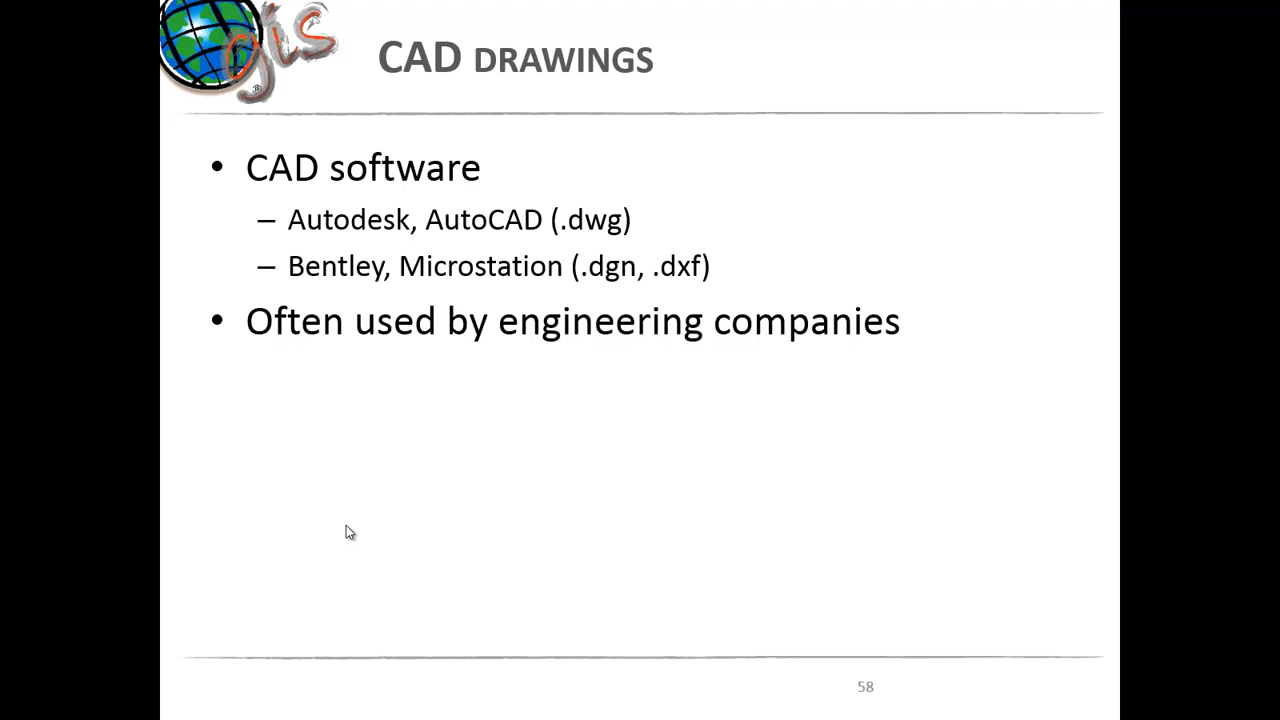 gis
®
CAD DRAWINGS
• CAD software
– Autodesk, AutoCAD (.dwg)
– Bentley, Microstation (.dgn, .dxf)
• Often used by engineering companies
58